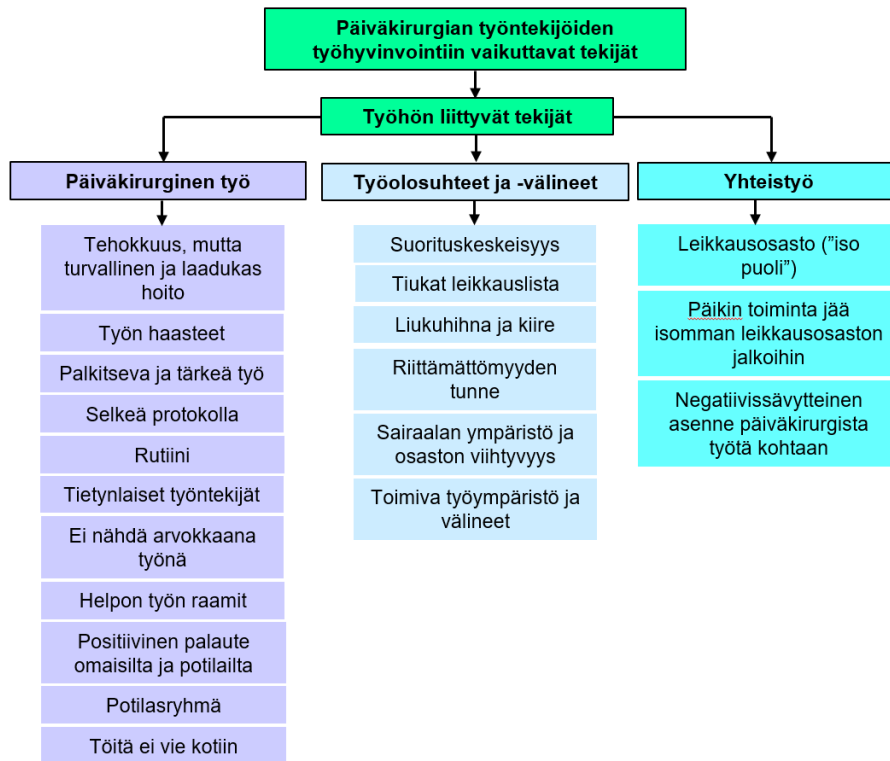 Päiväkirurgian työntekijöiden
työhyvinvointiin vaikuttavat tekijät
Työhön liittyvät tekijät
Päiväkirurginen työ
Tehokkuus, mutta
turvallinen ja laadukas
hoito
Työn haasteet
Palkitseva ja tärkeä työ
Selkeä protokolla
Rutiini
Tietynlaiset työntekijät
Ei nähdä arvokkaana
työnä
Helpon työn raamit
Positiivinen palaute
omaisilta ja potilailta
Potilasryhmä
Töitä ei vie kotiin
Työolosuhteet ja -välineet
Suorituskeskeisyys
Tiukat leikkauslista
Liukuhihna ja kiire
Riittämättömyyden
tunne
Sairaalan ympäristö ja
osaston viihtyvyys
Toimiva työympäristö ja
välineet
Yhteistyö
Leikkausosasto (”iso
puoli”)
Päikin toiminta jää
isomman leikkausosaston
jalkoihin
Negatiivissävytteinen
asenne päiväkirurgista
työtä kohtaan